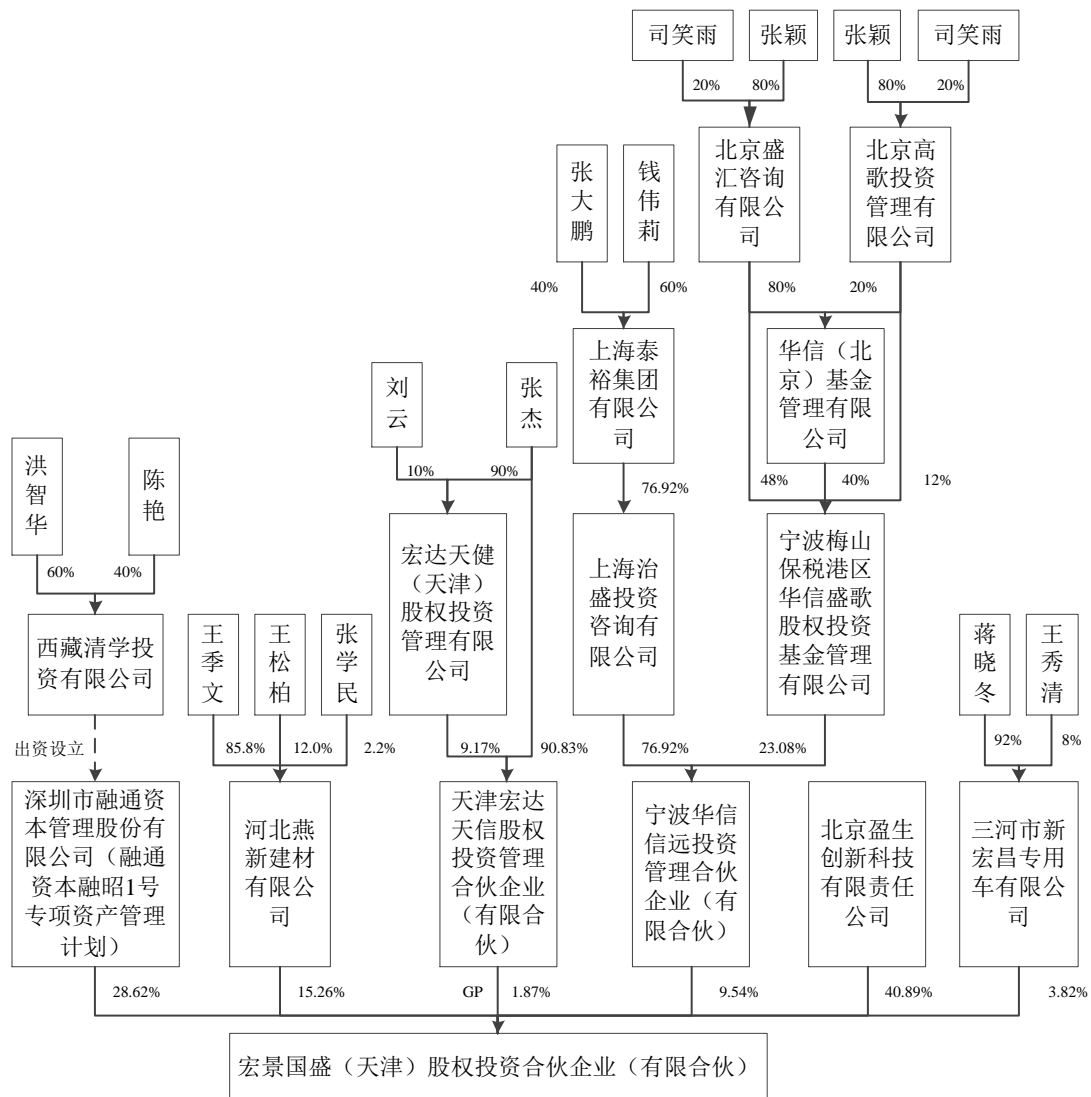 司笑雨
张颖
张颖
司笑雨
20%
80%
80%
20%
北京盛
汇咨询
有限公
司
北京高
歌投资
管理有
限公司
张
大
鹏
钱
伟
莉
40%
60%
80%
20%
上海泰
裕集团
有限公
司
华信（北
京）基金
管理有限
公司
刘
云
张
杰
10%
90%
76.92%
48%
40%
12%
洪
智
华
陈
艳
60%
40%
宏达天健
（天津）
股权投资
管理有限公
司
上海治
盛投资
咨询有
限公司
宁波梅山
保税港区
华信盛歌
股权投资
基金管理
有限公司
西藏清学投
资有限公司
王
季
文
王
松
柏
张
学
民
蒋
晓
冬
王
秀
清
出资设立
85.8%
12.0%
2.2%
9.17%
90.83%
76.92%
23.08%
92%
8%
深圳市融通资
本管理股份有
限公司（融通
资本融昭1号
专项资产管理
计划）
河北燕
新建材
有限公
司
天津宏达
天信股权
投资管理
合伙企业
（有限合
伙）
宁波华信
信远投资
管理合伙
企业（有
限合伙）
北京盈生
创新科技
有限责任
公司
三河市新
宏昌专用
车有限公
司
28.62%
15.26%
GP
1.87%
9.54%
40.89%
3.82%
宏景国盛（天津）股权投资合伙企业（有限合伙）